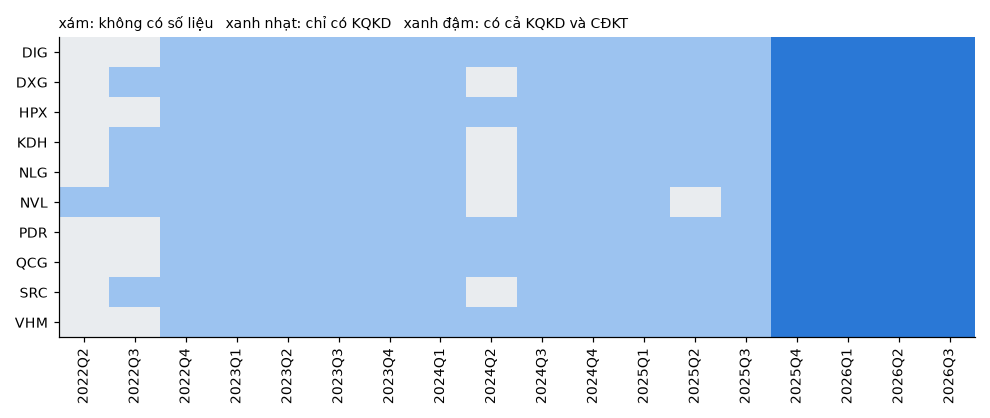 xám: không có số liệu   xanh nhạt: chỉ có KQKD   xanh đậm: có cả KQKD và CĐKT
DIG
DXG
HPX
KDH
NLG
NVL
PDR
QCG
SRC
VHM
2022Q2
2022Q3
2022Q4
2023Q1
2023Q2
2023Q3
2023Q4
2024Q1
2024Q2
2024Q3
2024Q4
2025Q1
2025Q2
2025Q3
2025Q4
2026Q1
2026Q2
2026Q3